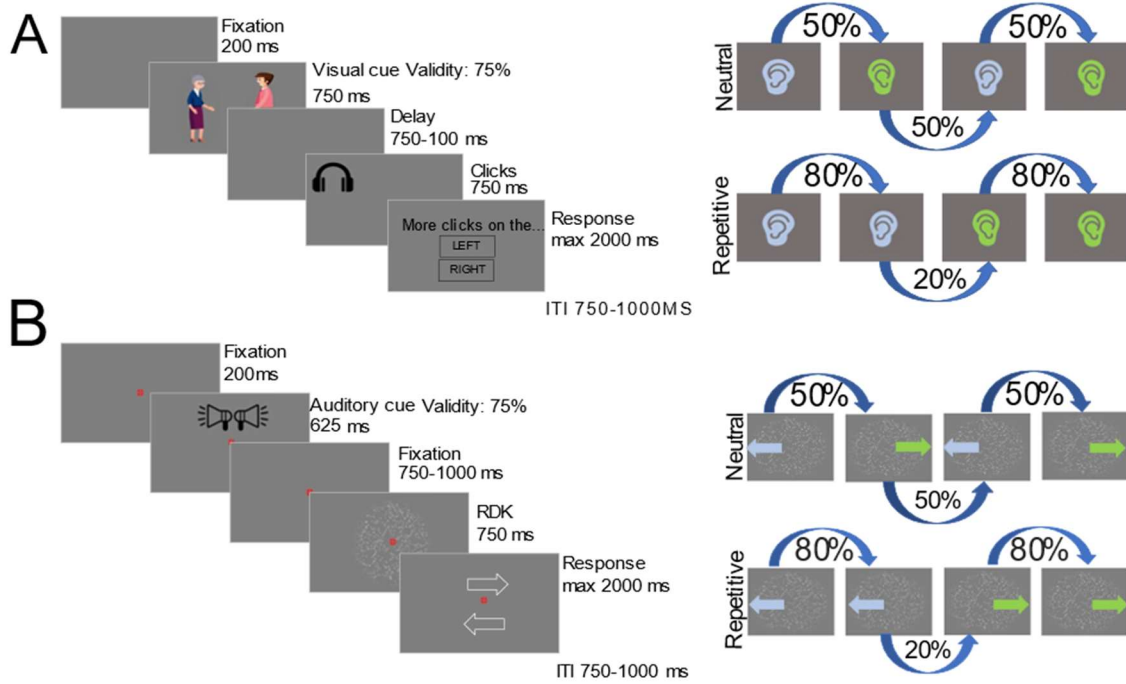 A
Fixation
200 ms
Visual cue Validity: 75%
750 ms
Delay
750-100 ms
Clicks
750 ms
More clicks on the...
LEFT
RIGHT
Response
max 2000 ms
ITI 750-1000MS
Neutral
50%
50%
50%
Repetitive
80%
80%
20%
B
Fixation
200ms
Auditory cue Validity: 75%
625 ms
Fixation
750-1000 ms
RDK
750 ms
Response
max 2000 ms
ITI 750-1000 ms
Neutral
50%
50%
50%
Repetitive
80%
80%
20%